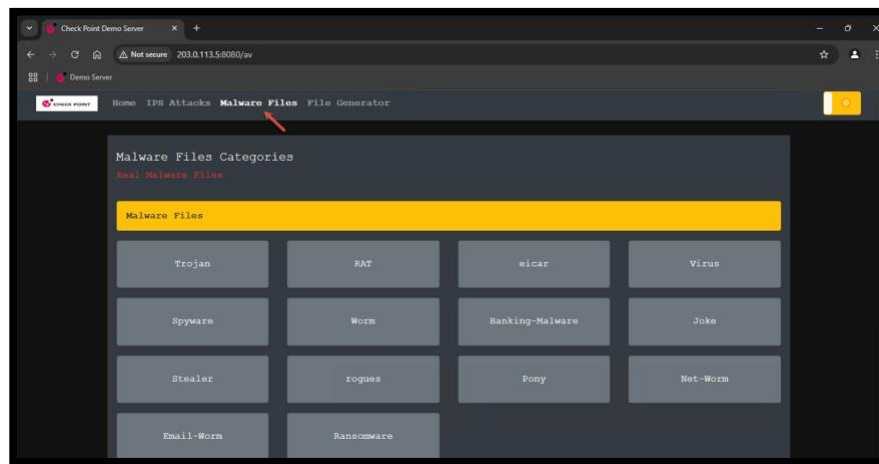 Check Point Demo Server
Not secure 203.0.113.5:8080/av
Demo Server
CHECK POINT Home IPS Attacks Malware Files File Generator
Malware Files Categories
Real Malware Files
Malware Files
Trojan RAT eicar Virus
Spyware Worm Banking-Malware Joke
Stealer rogues Pony Net-Worm
Email-Worm Ransomware